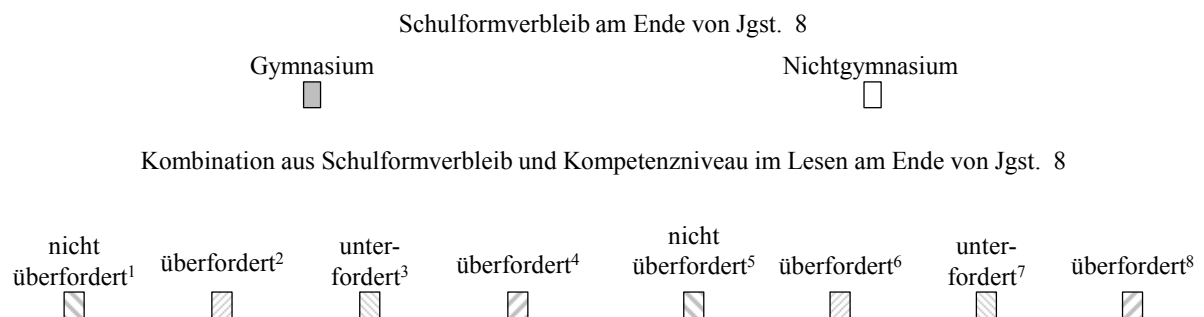 Schulformverbleib am Ende von Jgst. 8
Gymnasium Nichtgymnasium
Kombination aus Schulformverbleib und Kompetenzniveau im Lesen am Ende von Jgst. 8
nicht überfordert¹
überfordert²
unter-
fordert³
überfordert⁴
nicht
überfordert⁵
überfordert⁶
unter-
fordert⁷
überfordert⁸